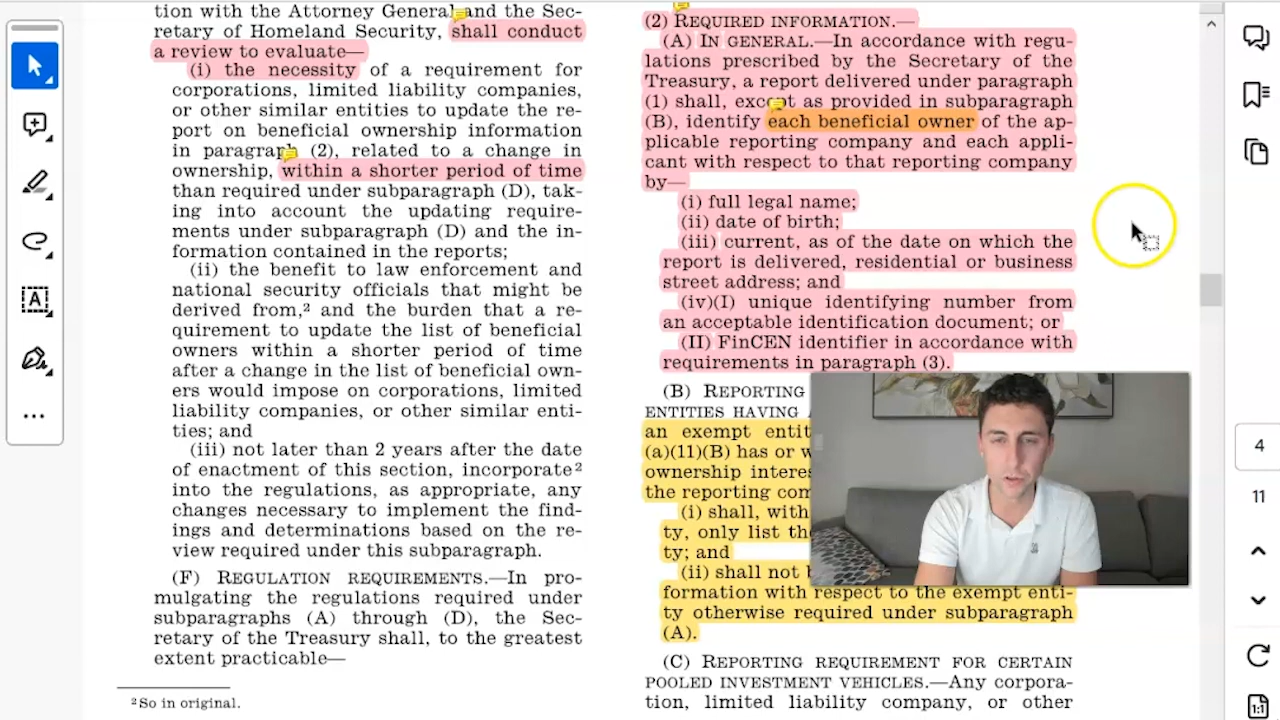 tion with the Attorney General and the Sec-
retary of Homeland Security, shall conduct
a review to evaluate—
(i) the necessity of a requirement for
corporations, limited liability companies,
or other similar entities to update the re-
port on beneficial ownership information
in paragraph (2), related to a change in
ownership, within a shorter period of time
than required under subparagraph (D), tak-
ing into account the updating require-
ments under subparagraph (D) and the in-
formation contained in the reports;
(ii) the benefit to law enforcement and
national security officials that might be
derived from,² and the burden that a re-
quirement to update the list of beneficial
owners within a shorter period of time
after a change in the list of beneficial own-
ers would impose on corporations, limited
liability companies, or other similar enti-
ties; and
(iii) not later than 2 years after the date
of enactment of this section, incorporate²
into the regulations, as appropriate, any
changes necessary to implement the find-
ings and determinations based on the re-
view required under this subparagraph.
(F) REGULATION REQUIREMENTS.—In pro-
mulgating the regulations required under
subparagraphs (A) through (D), the Sec-
retary of the Treasury shall, to the greatest
extent practicable—
²So in original.
(2) REQUIRED INFORMATION.—
(A) IN GENERAL.—In accordance with regu-
lations prescribed by the Secretary of the
Treasury, a report delivered under paragraph
(1) shall, except as provided in subparagraph
(B), identify each beneficial owner of the ap-
plicable reporting company and each appli-
cant with respect to that reporting company
by—
(i) full legal name;
(ii) date of birth;
(iii) current, as of the date on which the
report is delivered, residential or business
street address; and
(iv)(I) unique identifying number from
an acceptable identification document; or
(II) FinCEN identifier in accordance with
requirements in paragraph (3).
(B) REPORTING
ENTITIES HAVING
an exempt entit
(a)(11)(B) has or w
ownership interes
the reporting com
(i) shall, with
ty, only list the
ty; and
(ii) shall not
formation with respect to the exempt enti-
ty otherwise required under subparagraph
(A).
(C) REPORTING REQUIREMENT FOR CERTAIN
POOLED INVESTMENT VEHICLES.—Any corpora-
tion, limited liability company, or other
4
11
1:1